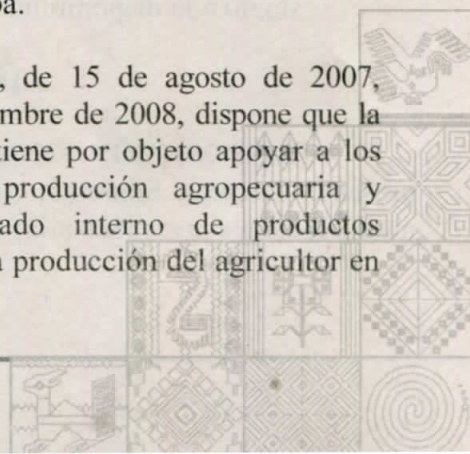 , de 15 de agosto de 2007,
mbre de 2008, dispone que la
tiene por objeto apoyar a los
producción agropecuaria y
ado interno de productos
producción del agricultor en